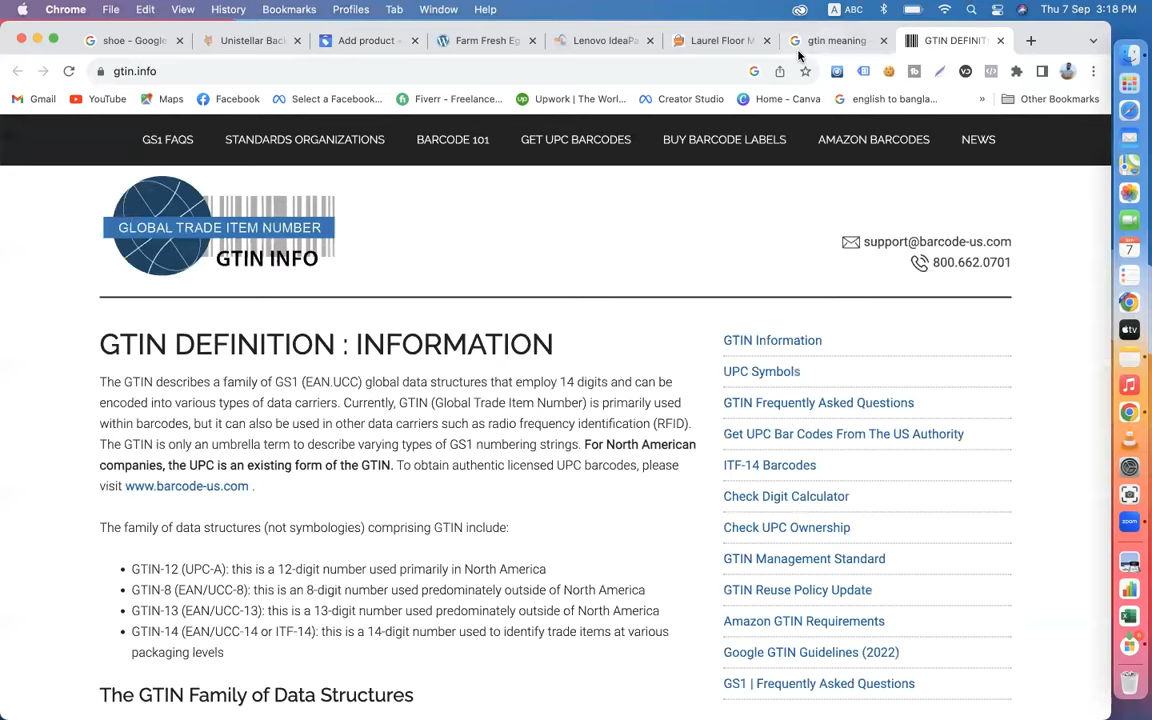 Chrome File Edit View History Bookmarks Profiles Tab Window Help A ABC Thu 7 Sep 3:18 PM
shoe - Google Unistellar Back Add product - Farm Fresh Eg Lenovo IdeaPa Laurel Floor M gtin meaning GTIN DEFINIT
gtin.info
Gmail YouTube Maps Facebook Select a Facebook... Fiverr - Freelance... Upwork | The Worl... Creator Studio Home - Canva english to bangla... » Other Bookmarks
GS1 FAQS STANDARDS ORGANIZATIONS BARCODE 101 GET UPC BARCODES BUY BARCODE LABELS AMAZON BARCODES NEWS
GLOBAL TRADE ITEM NUMBER
GTIN INFO
support@barcode-us.com
800.662.0701
GTIN DEFINITION : INFORMATION
The GTIN describes a family of GS1 (EAN.UCC) global data structures that employ 14 digits and can be
encoded into various types of data carriers. Currently, GTIN (Global Trade Item Number) is primarily used
within barcodes, but it can also be used in other data carriers such as radio frequency identification (RFID).
The GTIN is only an umbrella term to describe varying types of GS1 numbering strings. For North American
companies, the UPC is an existing form of the GTIN. To obtain authentic licensed UPC barcodes, please
visit www.barcode-us.com .
The family of data structures (not symbologies) comprising GTIN include:
• GTIN-12 (UPC-A): this is a 12-digit number used primarily in North America
• GTIN-8 (EAN/UCC-8): this is an 8-digit number used predominately outside of North America
• GTIN-13 (EAN/UCC-13): this is a 13-digit number used predominately outside of North America
• GTIN-14 (EAN/UCC-14 or ITF-14): this is a 14-digit number used to identify trade items at various
packaging levels
The GTIN Family of Data Structures
GTIN Information
UPC Symbols
GTIN Frequently Asked Questions
Get UPC Bar Codes From The US Authority
ITF-14 Barcodes
Check Digit Calculator
Check UPC Ownership
GTIN Management Standard
GTIN Reuse Policy Update
Amazon GTIN Requirements
Google GTIN Guidelines (2022)
GS1 | Frequently Asked Questions
7
tv
zoom